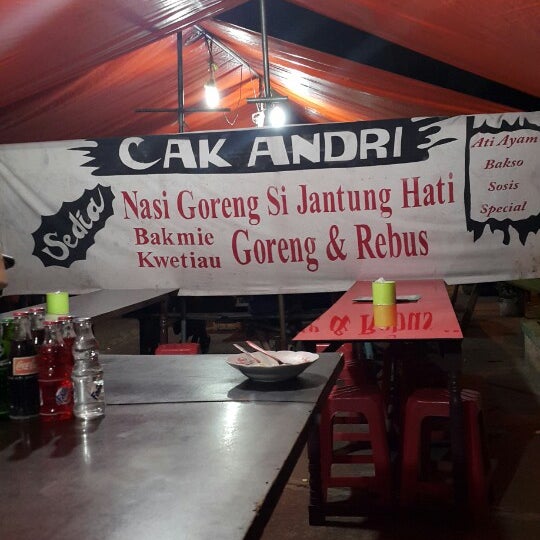 CAK ANDRI
Sedia
Nasi Goreng Si Jantung Hati
Bakmie
Kwetiau
Goreng & Rebus
Ati Ayam
Bakso
Sosis
Special